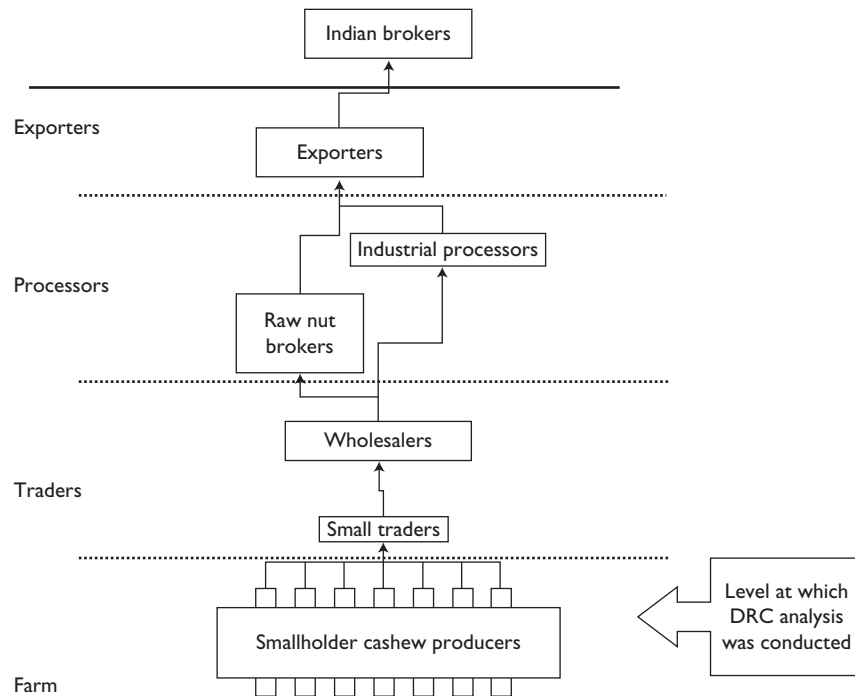 Indian brokers
Exporters
Exporters
Industrial processors
Processors
Raw nut
brokers
Wholesalers
Traders
Small traders
Level at which
DRC analysis
was conducted
Smallholder cashew producers
Farm